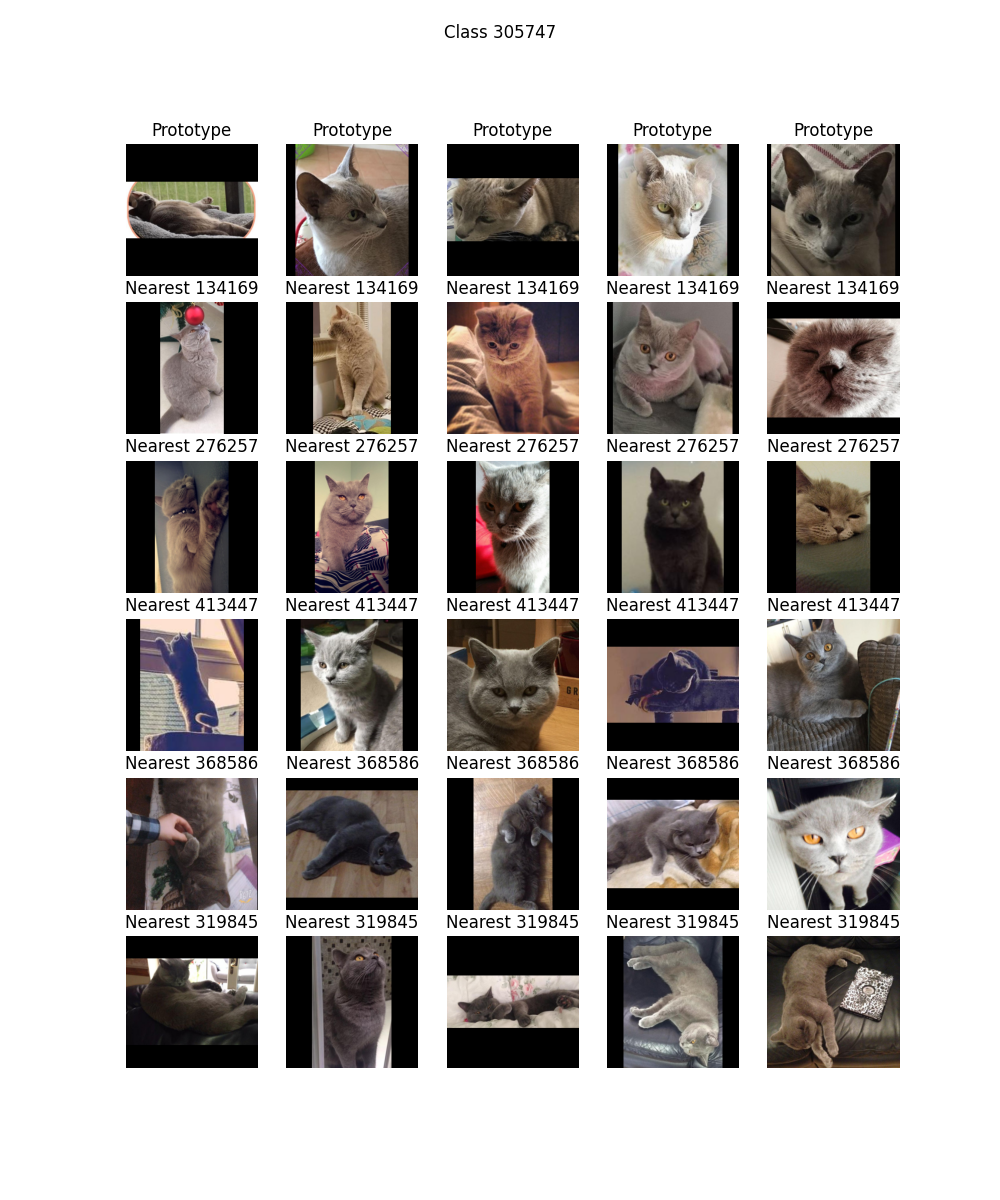 Class 305747
Prototype Prototype Prototype Prototype Prototype
Nearest 134169 Nearest 134169 Nearest 134169 Nearest 134169 Nearest 134169
Nearest 276257 Nearest 276257 Nearest 276257 Nearest 276257 Nearest 276257
Nearest 413447 Nearest 413447 Nearest 413447 Nearest 413447 Nearest 413447
GR
Nearest 368586 Nearest 368586 Nearest 368586 Nearest 368586 Nearest 368586
Nearest 319845 Nearest 319845 Nearest 319845 Nearest 319845 Nearest 319845